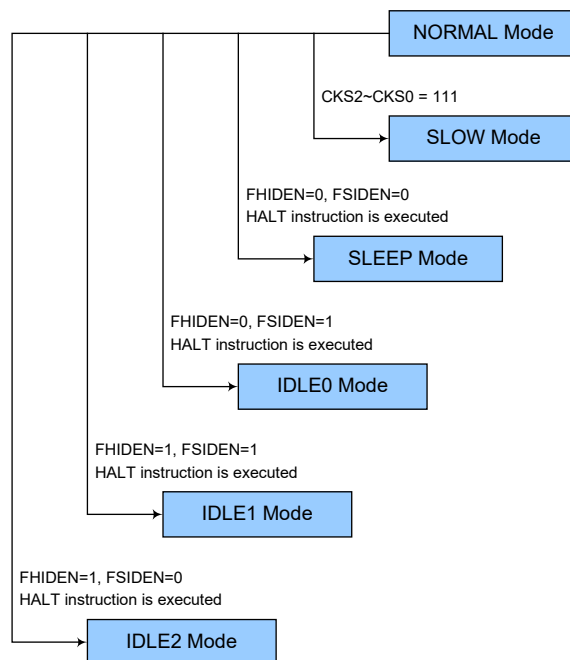 NORMAL Mode
CKS2~CKS0 = 111
SLOW Mode
FHIDEN=0, FSIDEN=0
HALT instruction is executed
SLEEP Mode
FHIDEN=0, FSIDEN=1
HALT instruction is executed
IDLE0 Mode
FHIDEN=1, FSIDEN=1
HALT instruction is executed
IDLE1 Mode
FHIDEN=1, FSIDEN=0
HALT instruction is executed
IDLE2 Mode